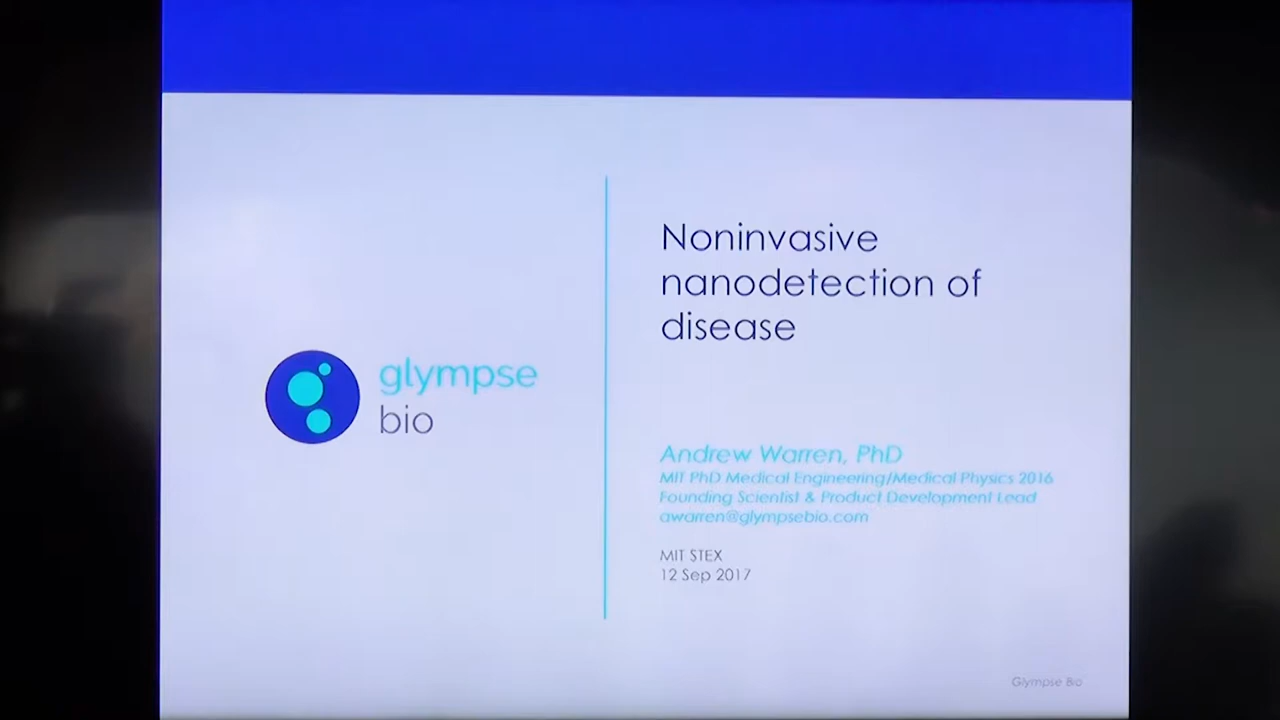 glympse
bio
Noninvasive
nanodetection of
disease
Andrew Warren, PhD
MIT PhD Medical Engineering/Medical Physics 2016
Founding Scientist & Product Development Lead
awarren@glympsebio.com
MIT STEX
12 Sep 2017
Glympse Bio